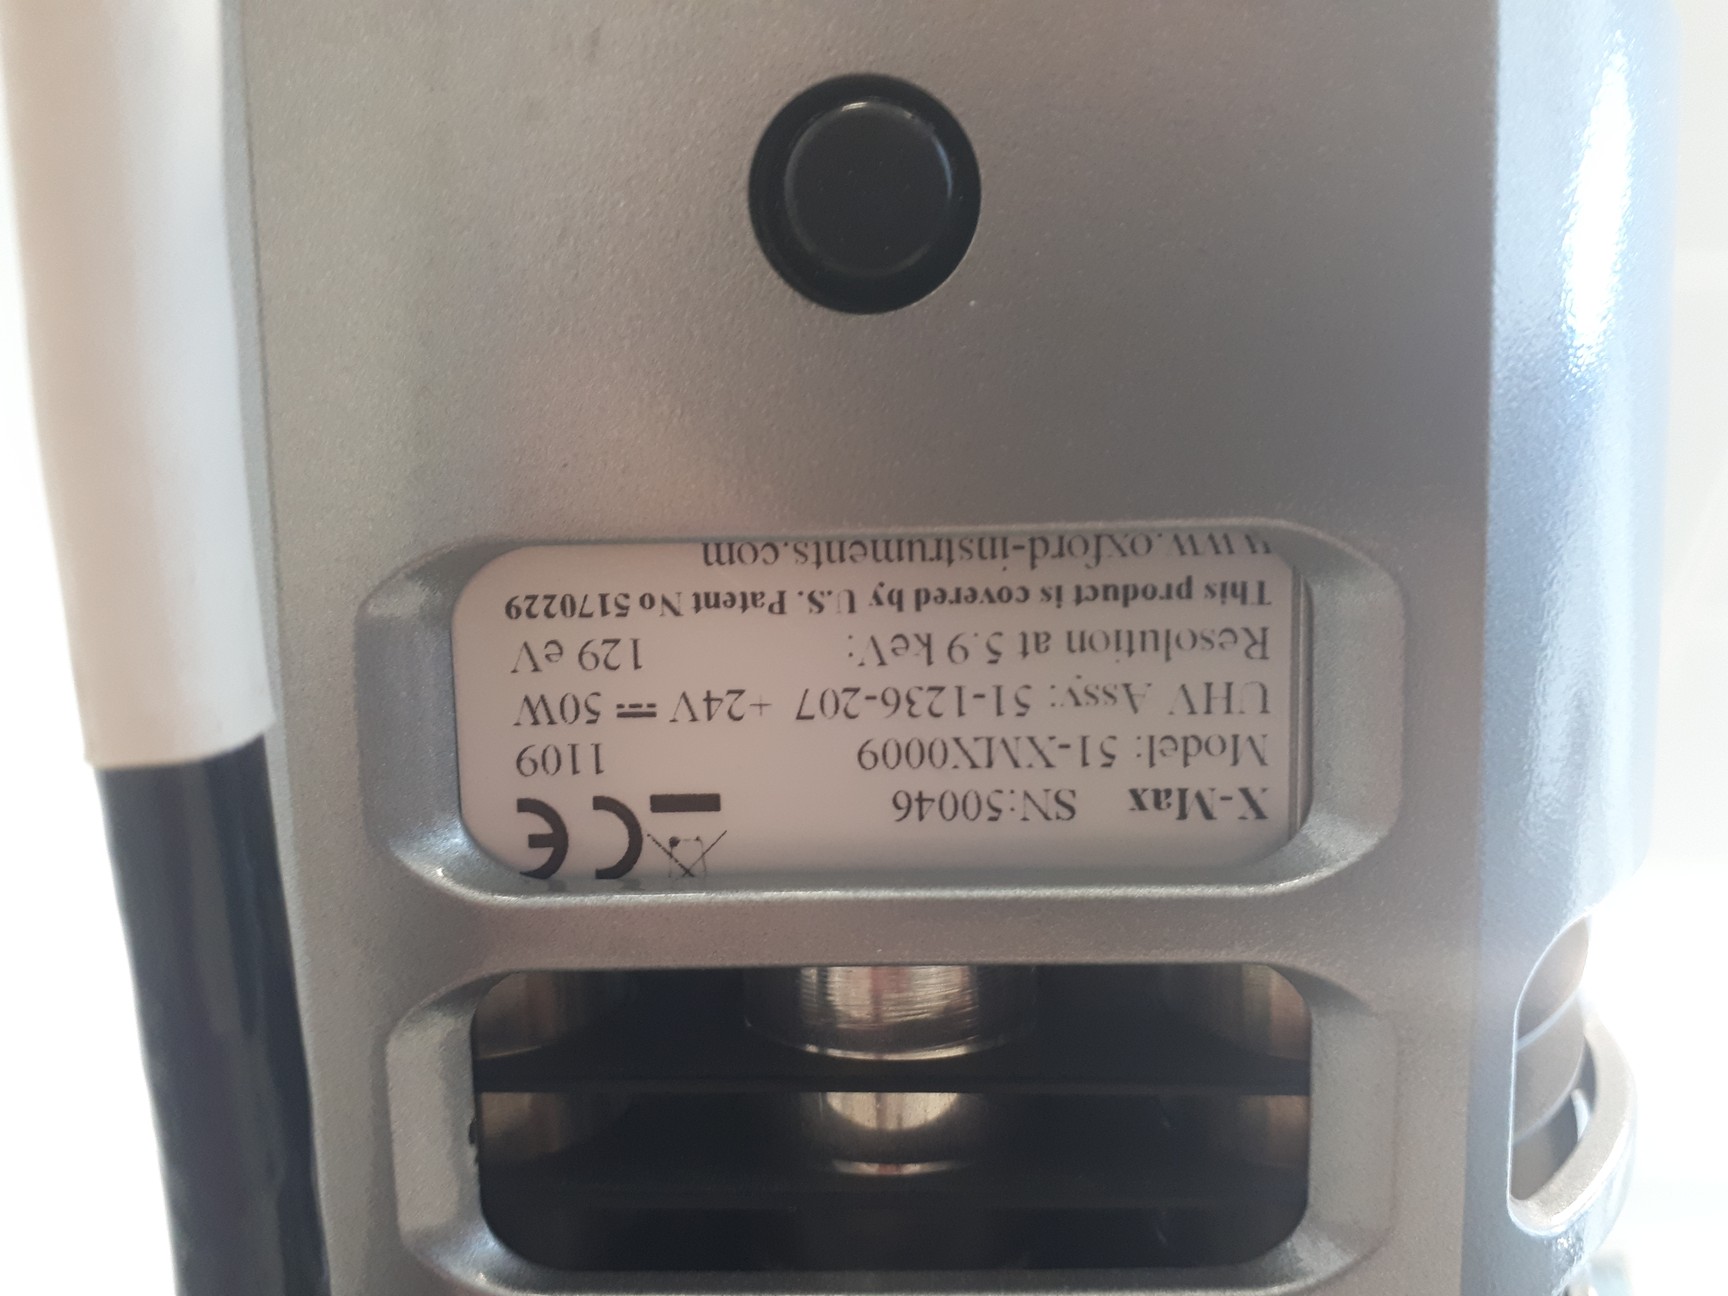 X-Max SN:50046 CE
Model: 51-XMX0009 1109
UHV Assy: 51-1236-207 +24V ⎓ 50W
Resolution at 5.9 keV: 129 eV
This product is covered by U.S. Patent No 5170229
www.oxford-instruments.com